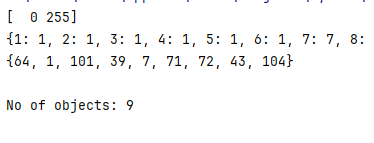 [  0 255]
{1: 1, 2: 1, 3: 1, 4: 1, 5: 1, 6: 1, 7: 7, 8:
{64, 1, 101, 39, 7, 71, 72, 43, 104}
No of objects: 9